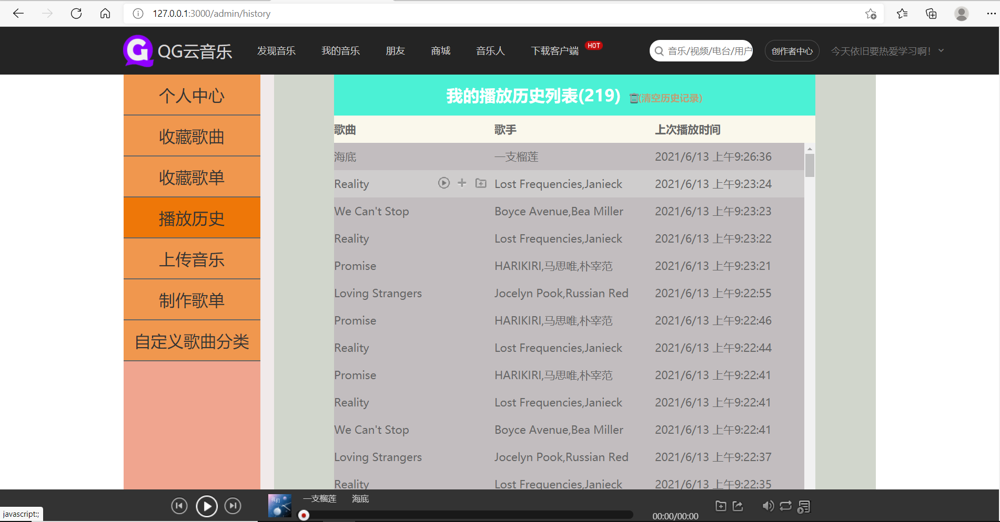 127.0.0.1:3000/admin/history
QG云音乐
发现音乐
我的音乐
朋友
商城
音乐人
下载客户端
HOT
音乐/视频/电台/用户
创作者中心
今天依旧要热爱学习啊！
个人中心
收藏歌曲
收藏歌单
播放历史
上传音乐
制作歌单
自定义歌曲分类
我的播放历史列表(219) (清空历史记录)
歌曲 歌手 上次播放时间
海底 一支榴莲 2021/6/13 上午9:26:36
Reality Lost Frequencies,Janieck 2021/6/13 上午9:23:24
We Can't Stop Boyce Avenue,Bea Miller 2021/6/13 上午9:23:23
Reality Lost Frequencies,Janieck 2021/6/13 上午9:23:22
Promise HARIKIRI,马思唯,朴宰范 2021/6/13 上午9:23:21
Loving Strangers Jocelyn Pook,Russian Red 2021/6/13 上午9:22:55
Promise HARIKIRI,马思唯,朴宰范 2021/6/13 上午9:22:46
Reality Lost Frequencies,Janieck 2021/6/13 上午9:22:44
Promise HARIKIRI,马思唯,朴宰范 2021/6/13 上午9:22:41
Reality Lost Frequencies,Janieck 2021/6/13 上午9:22:41
We Can't Stop Boyce Avenue,Bea Miller 2021/6/13 上午9:22:41
Loving Strangers Jocelyn Pook,Russian Red 2021/6/13 上午9:22:37
Reality Lost Frequencies,Janieck 2021/6/13 上午9:22:35
一支榴莲 海底
00:00/00:00
javascript:;